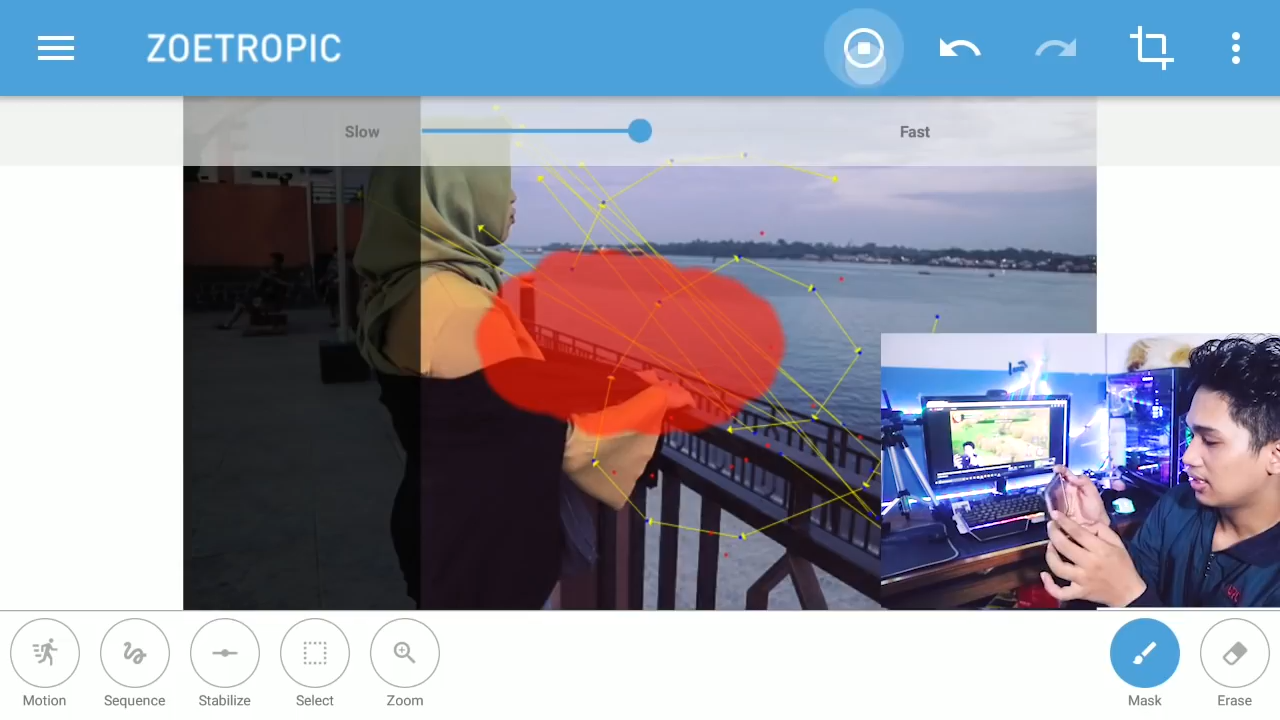 ZOETROPIC
Slow
Fast
Motion
Sequence
Stabilize
Select
Zoom
Mask
Erase